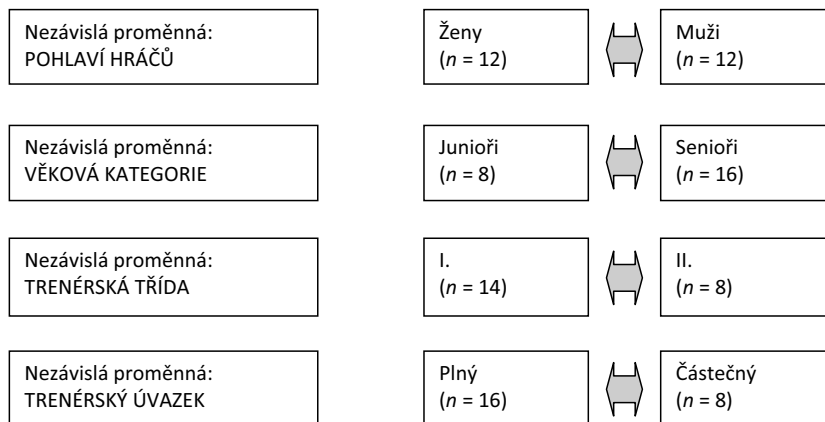 Nezávislá proměnná:
POHLAVÍ HRÁČŮ
Ženy
(n = 12)
Muži
(n = 12)
Nezávislá proměnná:
VĚKOVÁ KATEGORIE
Junioři
(n = 8)
Senioři
(n = 16)
Nezávislá proměnná:
TRENÉRSKÁ TŘÍDA
I.
(n = 14)
II.
(n = 8)
Nezávislá proměnná:
TRENÉRSKÝ ÚVAZEK
Plný
(n = 16)
Částečný
(n = 8)